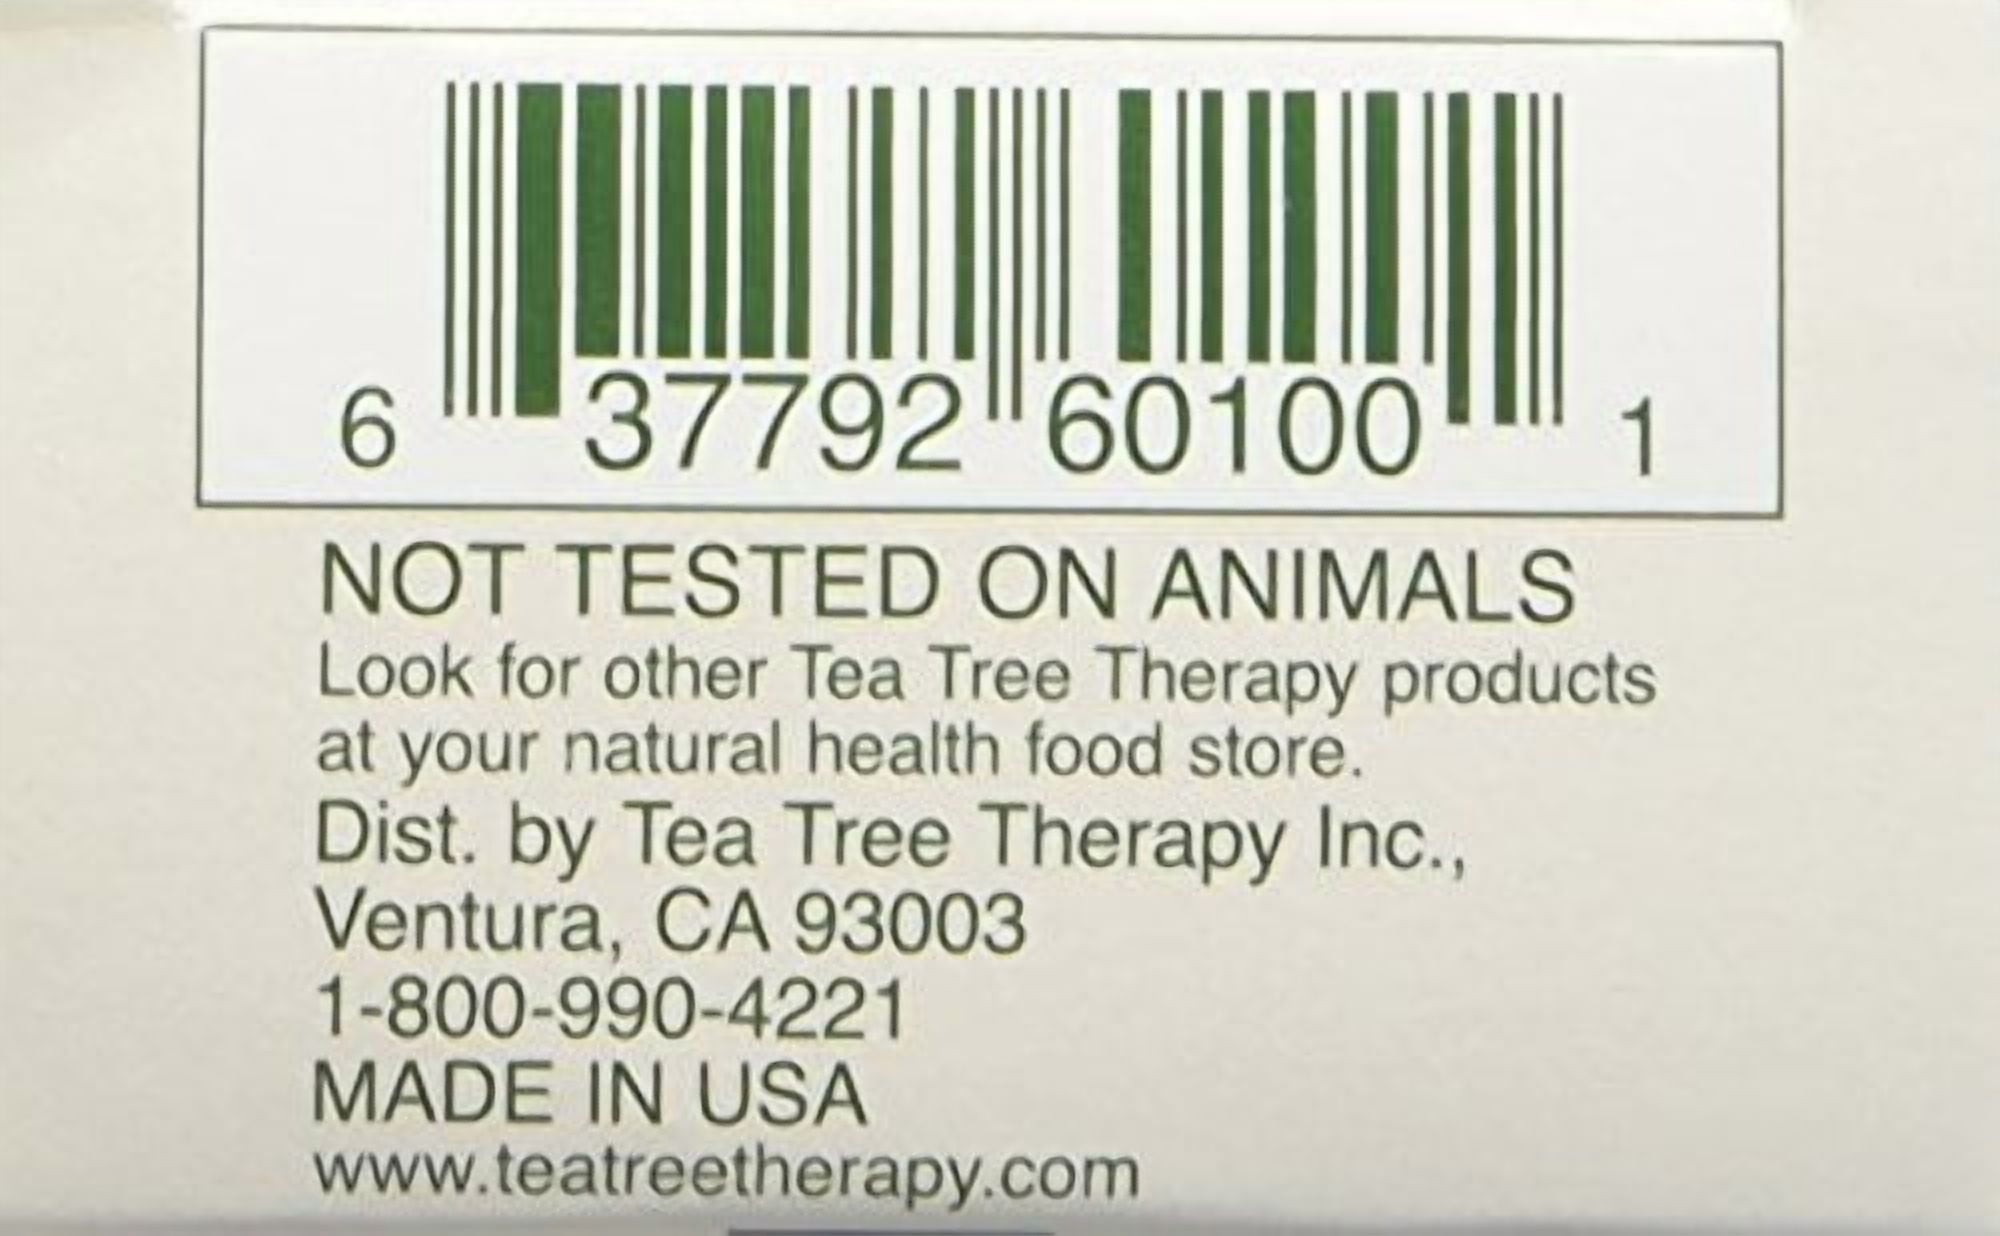 6 37792 60100 1
NOT TESTED ON ANIMALS
Look for other Tea Tree Therapy products
at your natural health food store.
Dist. by Tea Tree Therapy Inc.,
Ventura, CA 93003
1-800-990-4221
MADE IN USA
www.teatreetherapy.com